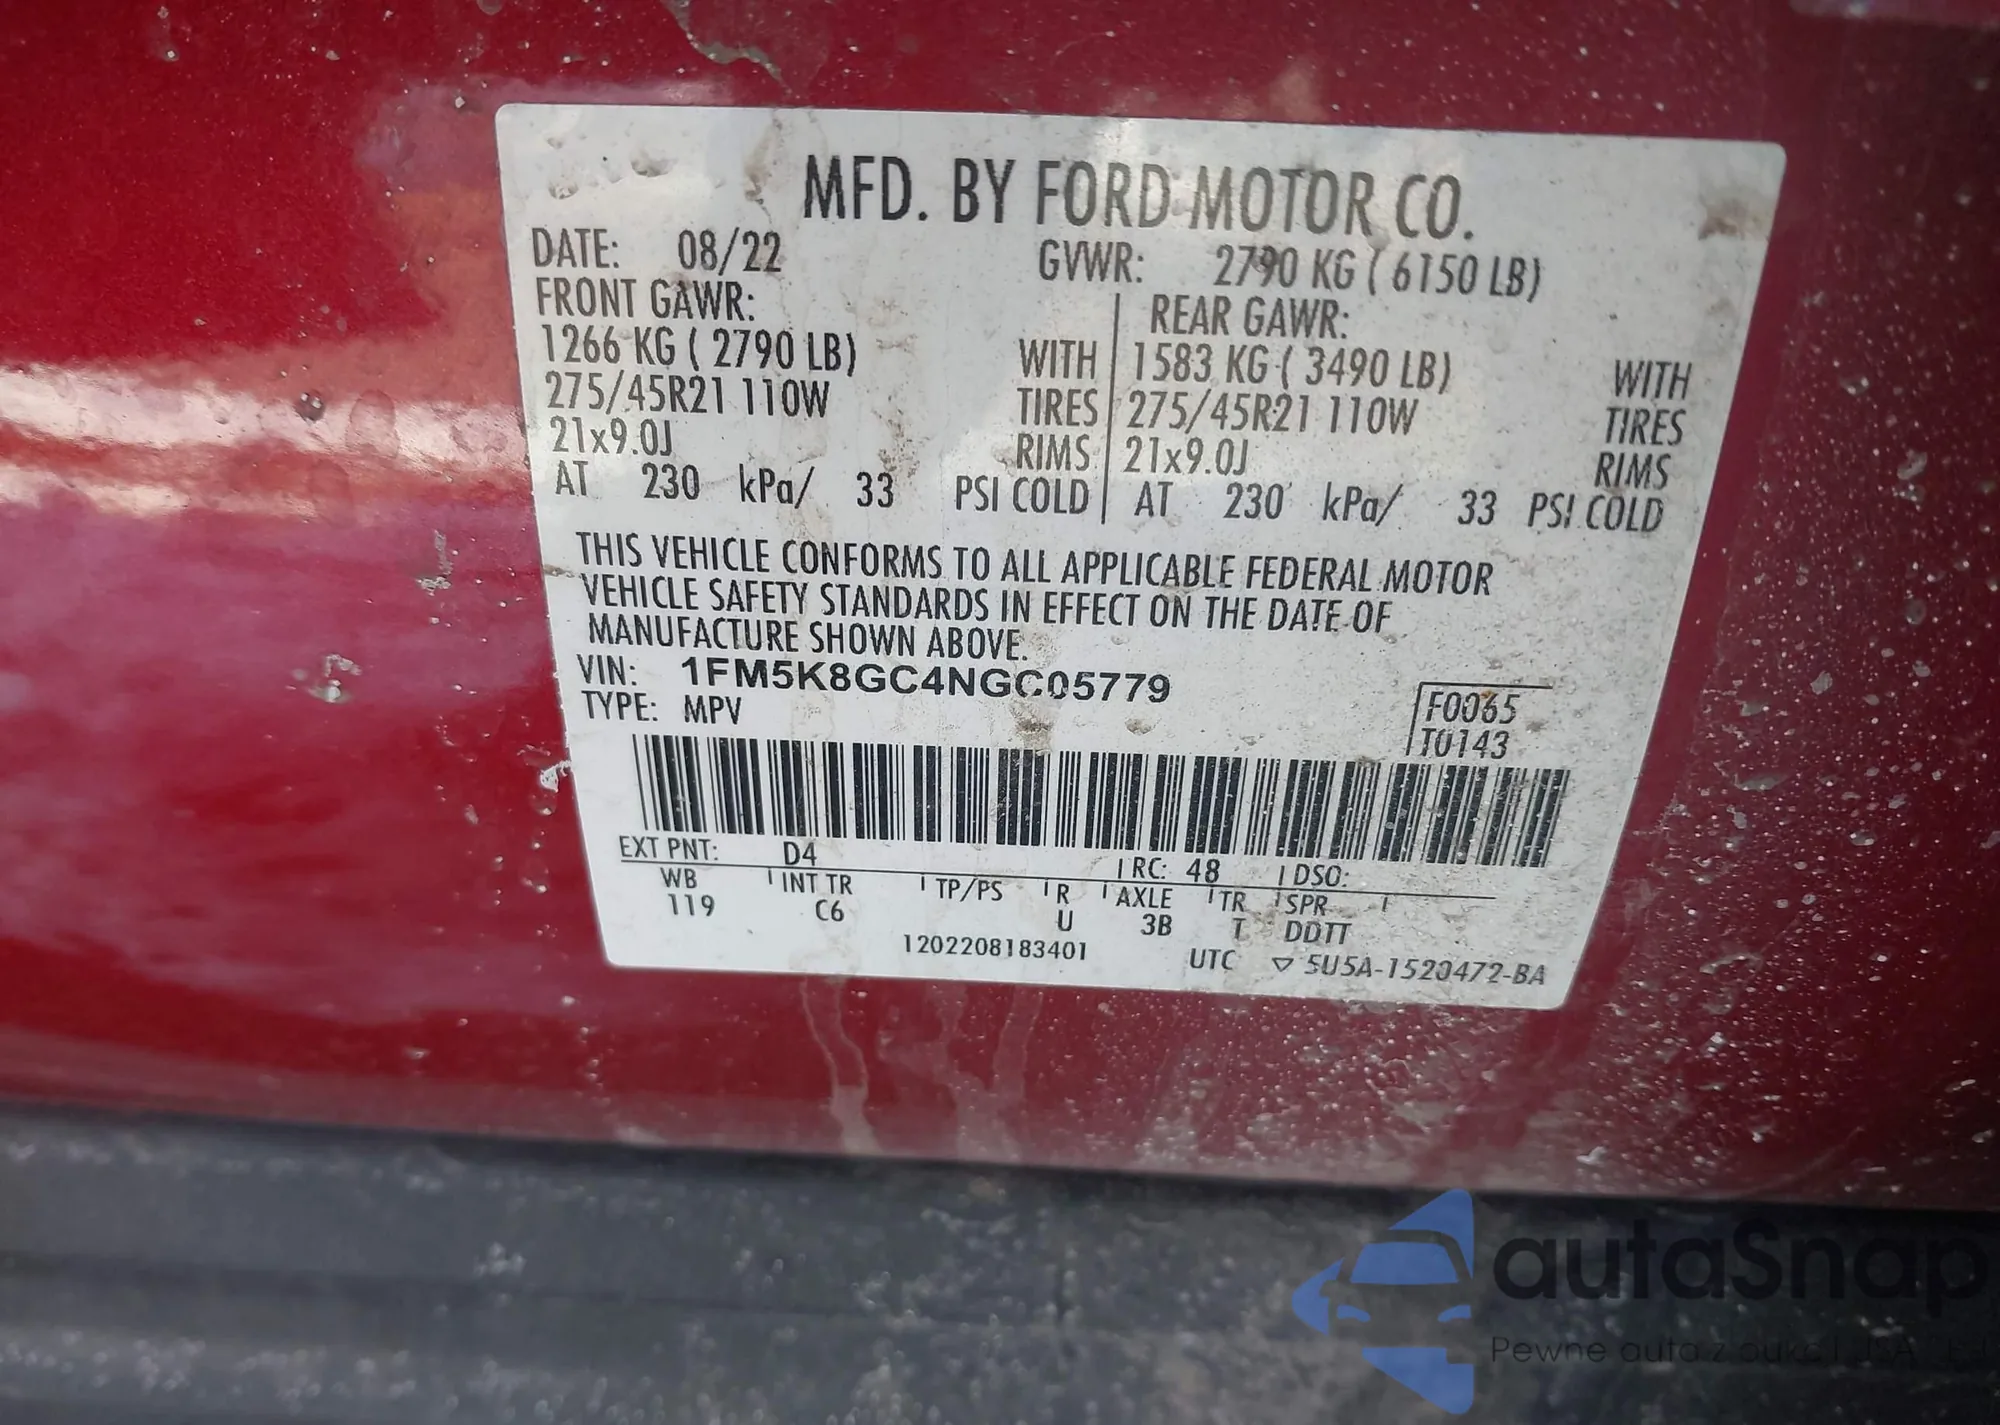 MFD. BY FORD MOTOR CO.
DATE: 08/22 GVWR: 2790 KG ( 6150 LB)
FRONT GAWR: REAR GAWR:
1266 KG ( 2790 LB) WITH 1583 KG ( 3490 LB) WITH
275/45R21 110W TIRES 275/45R21 110W TIRES
21x9.0J RIMS 21x9.0J RIMS
AT 230 kPa/ 33 PSI COLD AT 230 kPa/ 33 PSI COLD
THIS VEHICLE CONFORMS TO ALL APPLICABLE FEDERAL MOTOR
VEHICLE SAFETY STANDARDS IN EFFECT ON THE DATE OF
MANUFACTURE SHOWN ABOVE.
VIN: 1FM5K8GC4NGC05779
TYPE: MPV
F0065
T0143
EXT PNT: D4 RC: 48 DSO:
WB INT TR TP/PS R AXLE TR SPR
119 C6 U 3B T DDTT
1202208183401
UTC ▽ 5U5A-1520472-BA
autaSnap
Pewne auta z